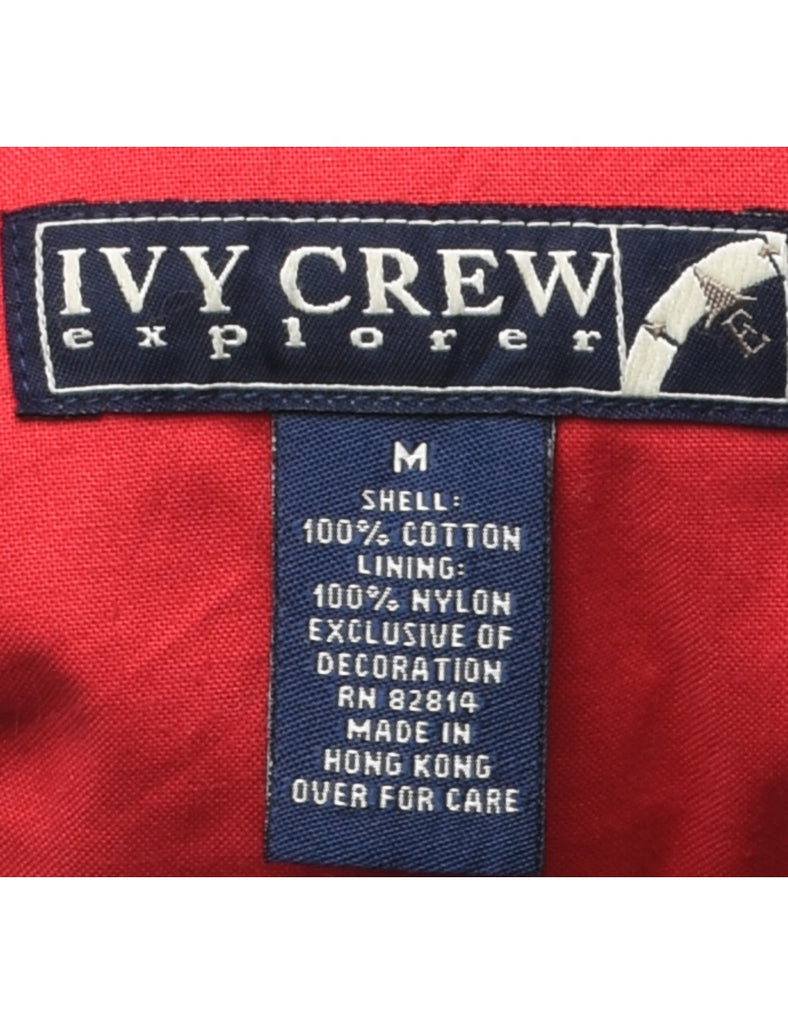 IVY CREW
explorer
M
SHELL:
100% COTTON
LINING:
100% NYLON
EXCLUSIVE OF
DECORATION
RN 82814
MADE IN
HONG KONG
OVER FOR CARE